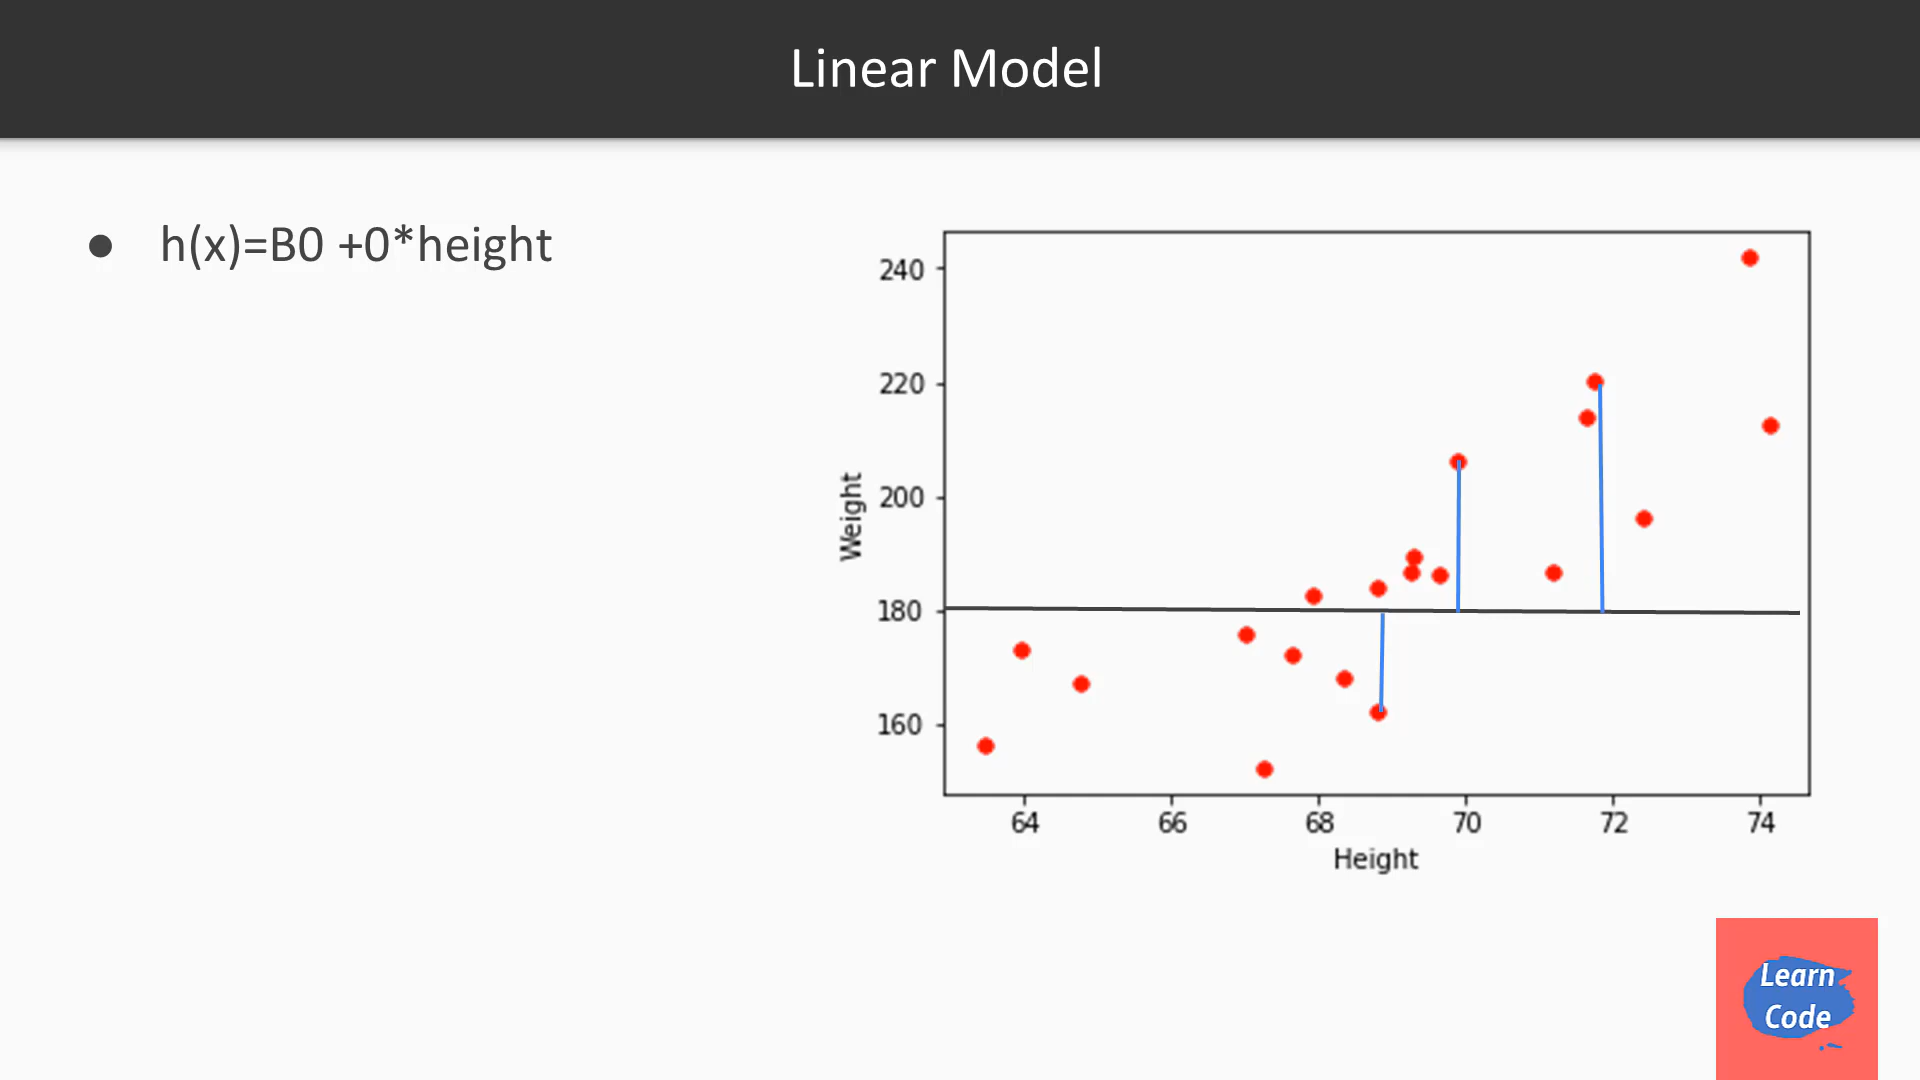 Linear Model
● h(x)=B0 +0*height
240
220
200
180
160
Weight
64 66 68 70 72 74
Height
Learn
Code